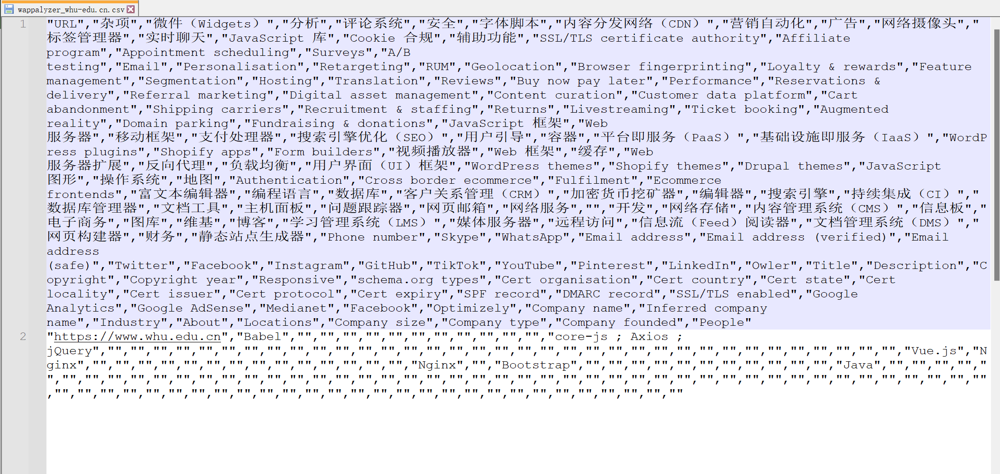 wappalyzer_whu-edu.cn.csv
1
"URL","杂项","微件（Widgets）","分析","评论系统","安全","字体脚本","内容分发网络（CDN）","营销自动化","广告","网络摄像头","
标签管理器","实时聊天","JavaScript 库","Cookie 合规","辅助功能","SSL/TLS certificate authority","Affiliate
program","Appointment scheduling","Surveys","A/B
testing","Email","Personalisation","Retargeting","RUM","Geolocation","Browser fingerprinting","Loyalty & rewards","Feature
management","Segmentation","Hosting","Translation","Reviews","Buy now pay later","Performance","Reservations &
delivery","Referral marketing","Digital asset management","Content curation","Customer data platform","Cart
abandonment","Shipping carriers","Recruitment & staffing","Returns","Livestreaming","Ticket booking","Augmented
reality","Domain parking","Fundraising & donations","JavaScript 框架","Web
服务器","移动框架","支付处理器","搜索引擎优化（SEO）","用户引导","容器","平台即服务（PaaS）","基础设施即服务（IaaS）","WordP
ress plugins","Shopify apps","Form builders","视频播放器","Web 框架","缓存","Web
服务器扩展","反向代理","负载均衡","用户界面（UI）框架","WordPress themes","Shopify themes","Drupal themes","JavaScript
图形","操作系统","地图","Authentication","Cross border ecommerce","Fulfilment","Ecommerce
frontends","富文本编辑器","编程语言","数据库","客户关系管理（CRM）","加密货币挖矿器","编辑器","搜索引擎","持续集成（CI）","
数据库管理器","文档工具","主机面板","问题跟踪器","网页邮箱","网络服务","","开发","网络存储","内容管理系统（CMS）","信息板","
电子商务","图库","维基","博客","学习管理系统（LMS）","媒体服务器","远程访问","信息流（Feed）阅读器","文档管理系统（DMS）","
网页构建器","财务","静态站点生成器","Phone number","Skype","WhatsApp","Email address","Email address (verified)","Email
address
(safe)","Twitter","Facebook","Instagram","GitHub","TikTok","YouTube","Pinterest","LinkedIn","Owler","Title","Description","C
opyright","Copyright year","Responsive","schema.org types","Cert organisation","Cert country","Cert state","Cert
locality","Cert issuer","Cert protocol","Cert expiry","SPF record","DMARC record","SSL/TLS enabled","Google
Analytics","Google AdSense","Medianet","Facebook","Optimizely","Company name","Inferred company
name","Industry","About","Locations","Company size","Company type","Company founded","People"
2
"https://www.whu.edu.cn","Babel","","","","","","","","","","","","core-js ; Axios ;
jQuery","","","","","","","","","","","","","","","","","","","","","","","","","","","","","","","","","","","","Vue.js","N
ginx","","","","","","","","","","","","","","","Nginx","","Bootstrap","","","","","","","","","","","","Java","","","","","
","","","","","","","","","","","","","","","","","","","","","","","","","","","","","","","","","","","","","","","","",""
,"","","","","","","","","","","","","","","","","","","","","","","","","","","",""